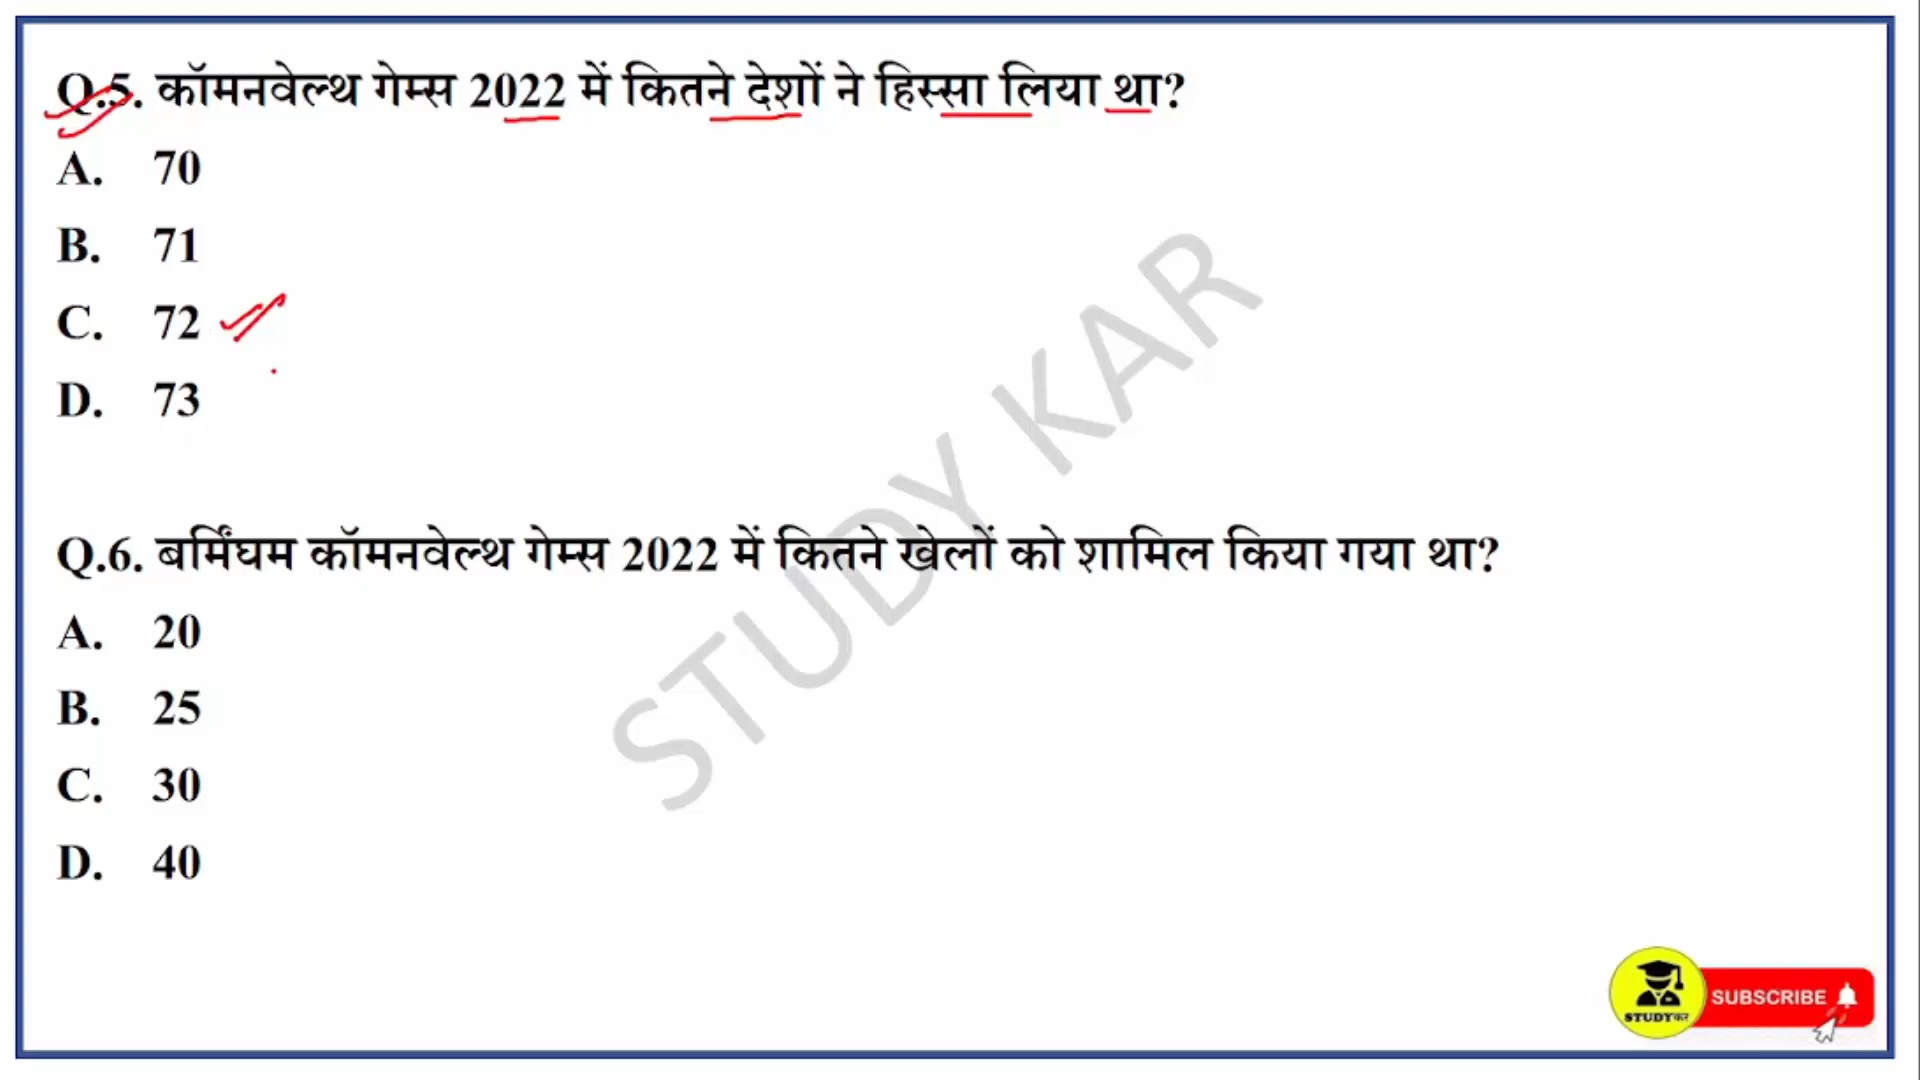 Q.5. कॉमनवेल्थ गेम्स 2022 में कितने देशों ने हिस्सा लिया था?
A. 70
B. 71
C. 72
D. 73
Q.6. बर्मिंघम कॉमनवेल्थ गेम्स 2022 में कितने खेलों को शामिल किया गया था?
A. 20
B. 25
C. 30
D. 40
STUDY KAR
STUDYकर
SUBSCRIBE